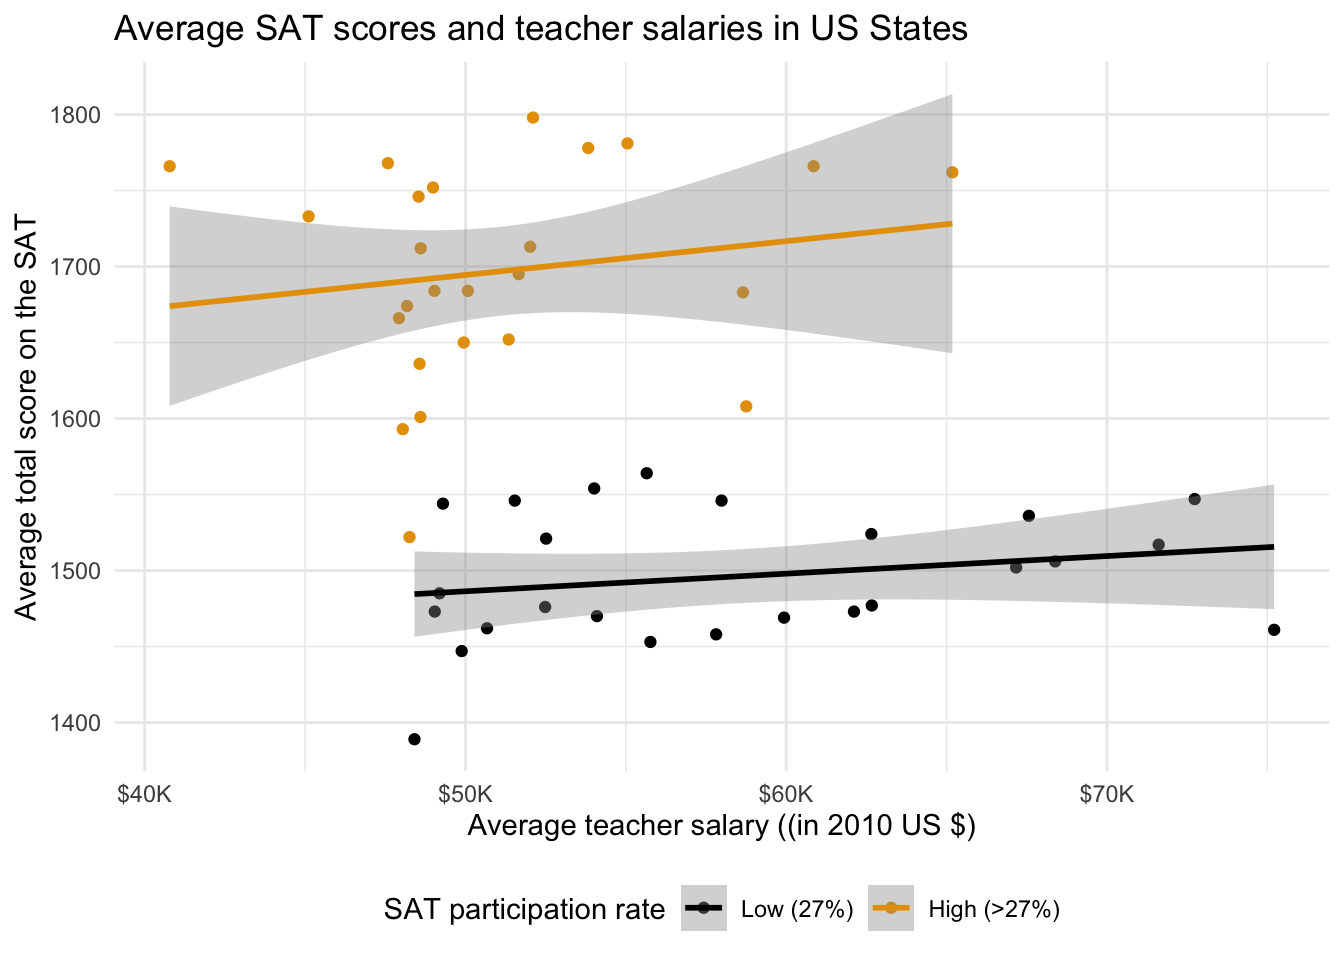 Average SAT scores and teacher salaries in US States
1800
1700
1600
1500
1400
Average total score on the SAT
$40K $50K $60K $70K
Average teacher salary ((in 2010 US $)
SAT participation rate Low (27%) High (>27%)